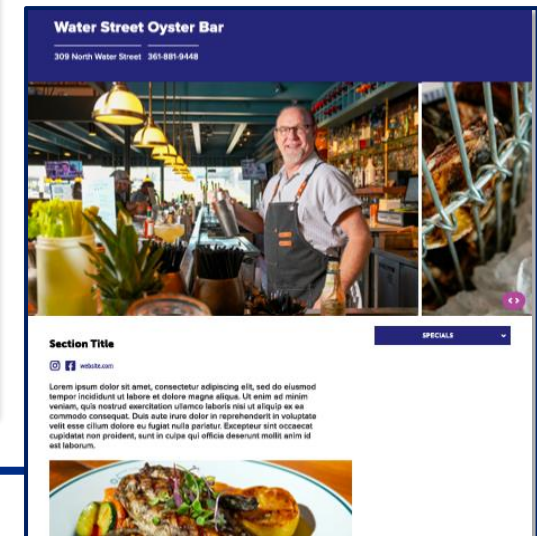 Water Street Oyster Bar
309 North Water Street 361-881-9448
SPECIALS
Section Title
website.com
Lorem ipsum dolor sit amet, consectetur adipiscing elit, sed do eiusmod
tempor incididunt ut labore et dolore magna aliqua. Ut enim ad minim
veniam, quis nostrud exercitation ullamco laboris nisi ut aliquip ex ea
commodo consequat. Duis aute irure dolor in reprehenderit in voluptate
velit esse cillum dolore eu fugiat nulla pariatur. Excepteur sint occaecat
cupidatat non proident, sunt in culpa qui officia deserunt mollit anim id
est laborum.